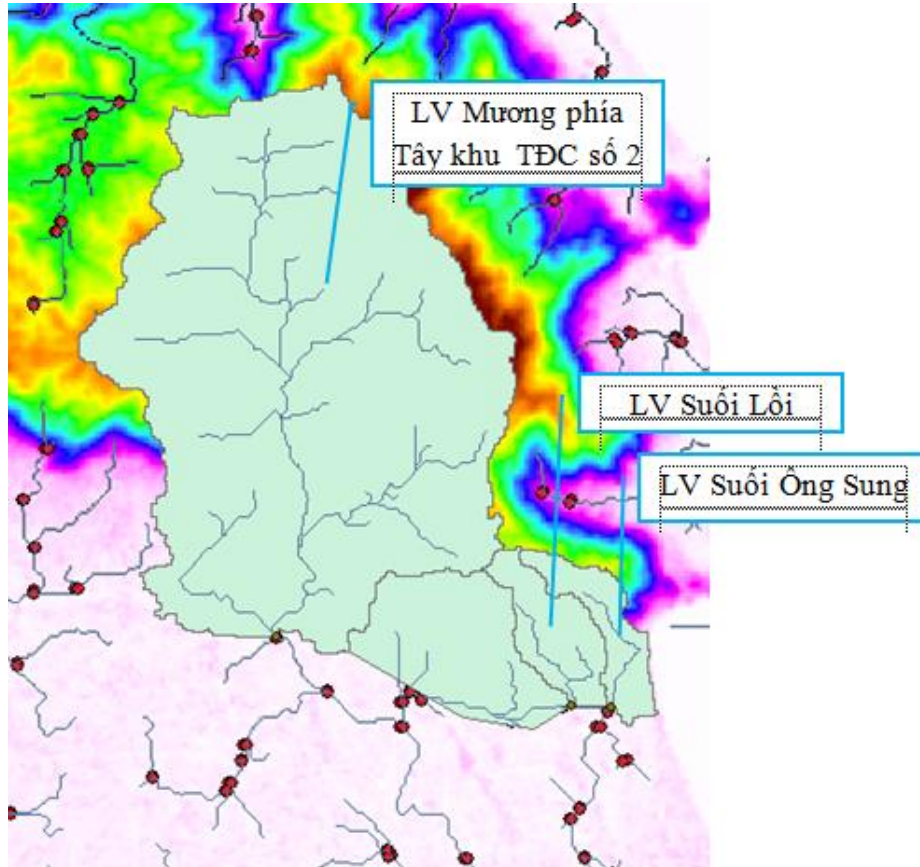 LV Mương phía
Tây khu TĐC số 2
LV Suối Lồi
LV Suối Ông Sung